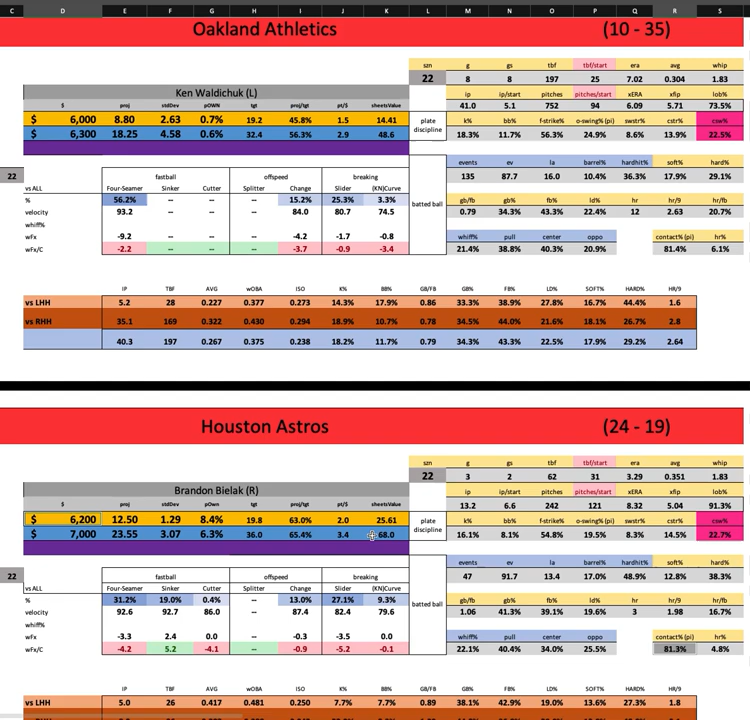 C D E F G H I J K L M N O P Q R S
Oakland Athletics (10 - 35)
szn g gs tbf tbf/start era avg whip
22 8 8 197 25 7.02 0.304 1.83
Ken Waldichuk (L) ip ip/start pitches pitches/start xERA xfip lob%
$ proj stdDev pOWN tgt proj/tgt pt/$ sheetsValue 41.0 5.1 752 94 6.09 5.71 73.5%
$ 6,000 8.80 2.63 0.7% 19.2 45.8% 1.5 14.41 plate discipline k% bb% f-strike% o-swing% (pi) swstr% cstr% csw%
$ 6,300 18.25 4.58 0.6% 32.4 56.3% 2.9 48.6 18.3% 11.7% 56.3% 24.9% 8.6% 13.9% 22.5%
events ev la barrel% hardhit% soft% hard%
22 fastball offspeed breaking 135 87.7 16.0 10.4% 36.3% 17.9% 29.1%
vs ALL Four-Seamer Sinker Cutter Splitter Change Slider (KN)Curve
% 56.2% -- -- -- 15.2% 25.3% 3.3% batted ball gb/fb gb% fb% ld% hr hr/9 hr/fb
velocity 93.2 -- -- -- 84.0 80.7 74.5 0.79 34.3% 43.3% 22.4% 12 2.63 20.7%
whiff%
wFx -9.2 -- -- -- -4.2 -1.7 -0.8 whiff% pull center oppo contact% (pi) hr%
wFx/C -2.2 -- -- -- -3.7 -0.9 -3.4 21.4% 38.8% 40.3% 20.9% 81.4% 6.1%
IP TBF AVG wOBA ISO K% BB% GB/FB GB% FB% LD% SOFT% HARD% HR/9
vs LHH 5.2 28 0.227 0.377 0.273 14.3% 17.9% 0.86 33.3% 38.9% 27.8% 16.7% 44.4% 1.6
vs RHH 35.1 169 0.322 0.430 0.294 18.9% 10.7% 0.78 34.5% 44.0% 21.6% 18.1% 26.7% 2.8
40.3 197 0.267 0.375 0.238 18.2% 11.7% 0.79 34.3% 43.3% 22.5% 17.9% 29.2% 2.64
Houston Astros (24 - 19)
szn g gs tbf tbf/start era avg whip
22 3 2 62 31 3.29 0.351 1.83
Brandon Bielak (R) ip ip/start pitches pitches/start xERA xfip lob%
$ proj stdDev pOwn tgt proj/tgt pt/$ sheetsValue 13.2 6.6 242 121 8.32 5.04 91.3%
$ 6,200 12.50 1.29 8.4% 19.8 63.0% 2.0 25.61 plate discipline k% bb% f-strike% o-swing% (pi) swstr% cstr% csw%
$ 7,000 23.55 3.07 6.3% 36.0 65.4% 3.4 68.0 16.1% 8.1% 54.8% 19.5% 8.3% 14.5% 22.7%
events ev la barrel% hardhit% soft% hard%
22 fastball offspeed breaking 47 91.7 13.4 17.0% 48.9% 12.8% 38.3%
vs ALL Four-Seamer Sinker Cutter Splitter Change Slider (KN)Curve
% 31.2% 19.0% 0.4% -- 13.0% 27.1% 9.3% batted ball gb/fb gb% fb% ld% hr hr/9 hr/fb
velocity 92.6 92.7 86.0 -- 87.4 82.4 79.6 1.06 41.3% 39.1% 19.6% 3 1.98 16.7%
whiff%
wFx -3.3 2.4 0.0 -- -0.3 -3.5 0.0 whiff% pull center oppo contact% (pi) hr%
wFx/C -4.2 5.2 -4.1 -- -0.9 -5.2 -0.1 22.1% 40.4% 34.0% 25.5% 81.3% 4.8%
IP TBF AVG wOBA ISO K% BB% GB/FB GB% FB% LD% SOFT% HARD% HR/9
vs LHH 5.0 26 0.417 0.481 0.250 7.7% 7.7% 0.89 38.1% 42.9% 19.0% 13.6% 27.3% 1.8